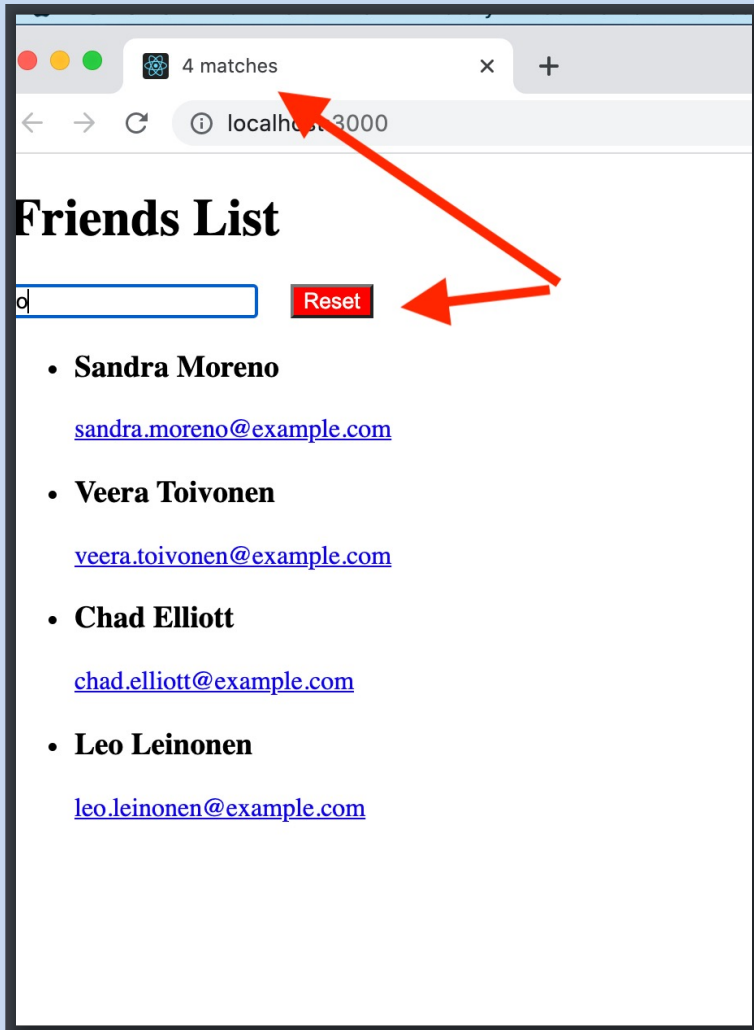 4 matches
localhost:3000
Friends List
o
Reset
Sandra Moreno
sandra.moreno@example.com
Veera Toivonen
veera.toivonen@example.com
Chad Elliott
chad.elliott@example.com
Leo Leinonen
leo.leinonen@example.com